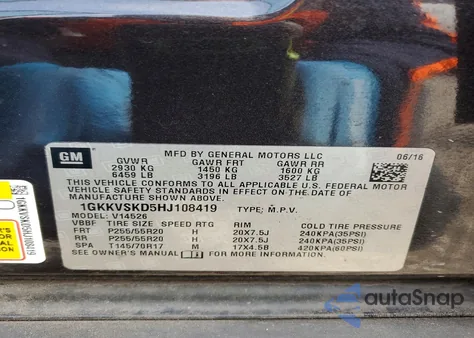 GM
MFD BY GENERAL MOTORS LLC
GVWR GAWR FRT GAWR RR 06/16
2930 KG 1450 KG 1600 KG
6459 LB 3196 LB 3527 LB
THIS VEHICLE CONFORMS TO ALL APPLICABLE U.S. FEDERAL MOTOR
VEHICLE SAFETY STANDARDS IN EFFECT ON THE DATE OF
MANUFACTURE SHOWN ABOVE.
1GKKVSKD5HJ108419 TYPE: M.P.V.
MODEL: V14526
VBBF TIRE SIZE SPEED RTG RIM COLD TIRE PRESSURE
FRT P255/55R20 H 20X7.5J 240KPA(35PSI)
RR P255/55R20 H 20X7.5J 240KPA(35PSI)
SPA T145/70R17 M 17X4.5B 420KPA(60PSI)
SEE OWNER'S MANUAL FOR MORE INFORMATION.
autoSnap